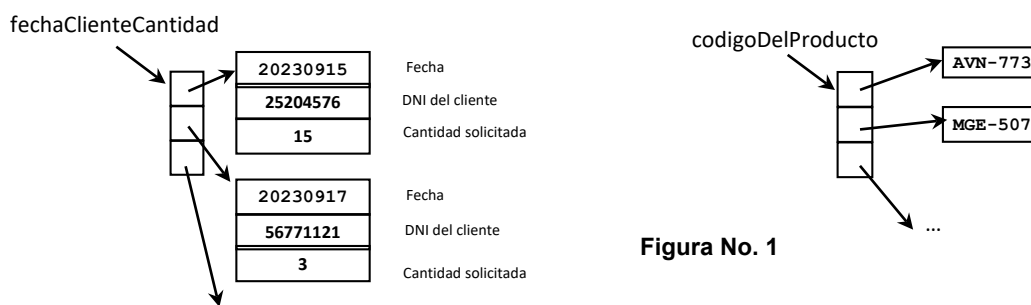 fechaClienteCantidad
20230915 Fecha
25204576 DNI del cliente
15 Cantidad solicitada
20230917 Fecha
56771121 DNI del cliente
3 Cantidad solicitada
codigoDelProducto
AVN-773
MGE-507
...
Figura No. 1